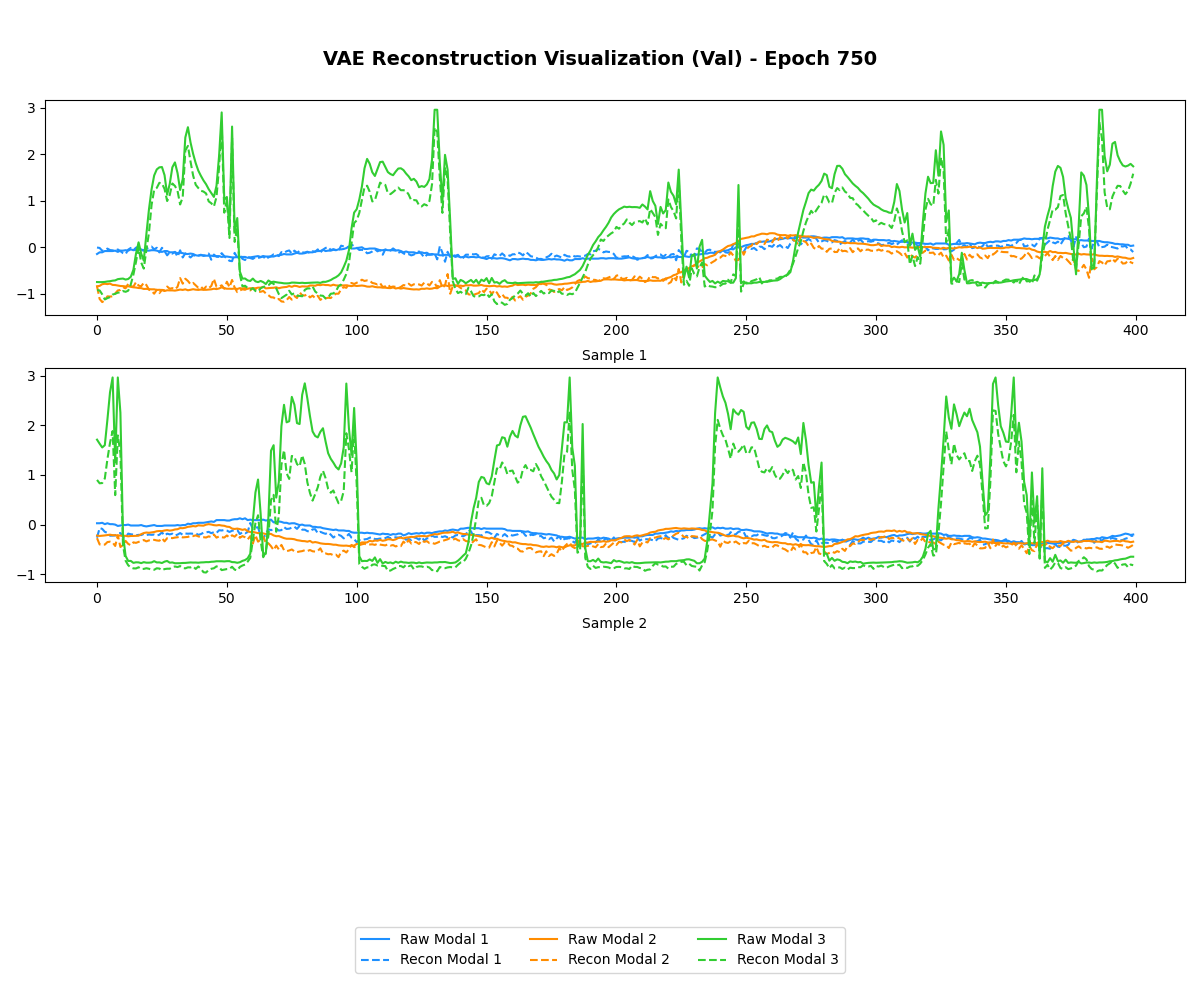 VAE Reconstruction Visualization (Val) - Epoch 750
3
2
1
0
−1
0 50 100 150 200 250 300 350 400
Sample 1
3
2
1
0
−1
0 50 100 150 200 250 300 350 400
Sample 2
Raw Modal 1 Raw Modal 2 Raw Modal 3
Recon Modal 1 Recon Modal 2 Recon Modal 3